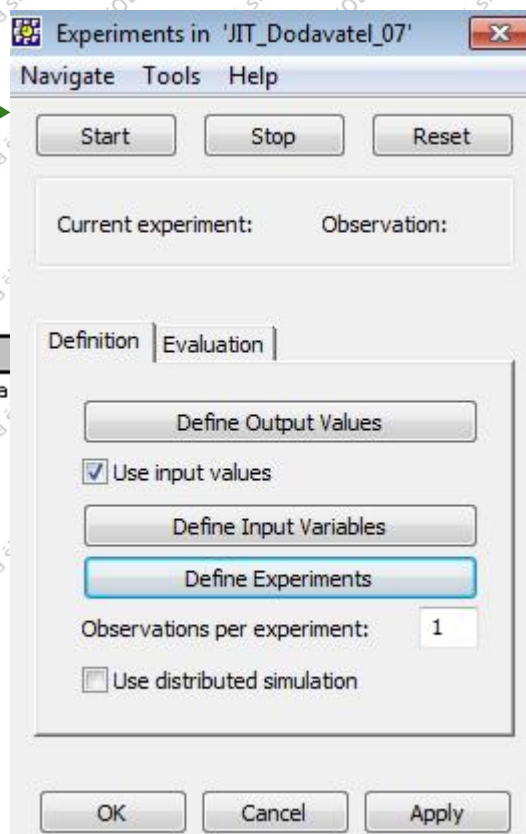 Experiments in 'JIT_Dodavatel_07'
Navigate Tools Help
Start Stop Reset
Current experiment: Observation:
Definition Evaluation
Define Output Values
Use input values
Define Input Variables
Define Experiments
Observations per experiment: 1
Use distributed simulation
OK Cancel Apply